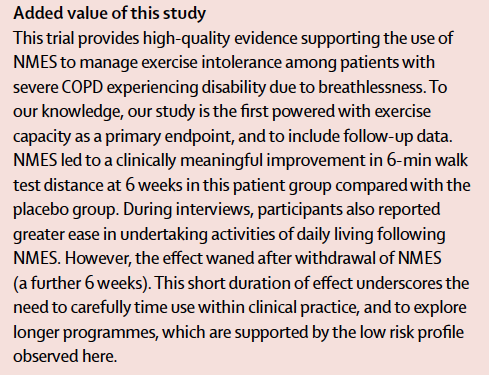 Added value of this study
This trial provides high-quality evidence supporting the use of
NMES to manage exercise intolerance among patients with
severe COPD experiencing disability due to breathlessness. To
our knowledge, our study is the first powered with exercise
capacity as a primary endpoint, and to include follow-up data.
NMES led to a clinically meaningful improvement in 6-min walk
test distance at 6 weeks in this patient group compared with the
placebo group. During interviews, participants also reported
greater ease in undertaking activities of daily living following
NMES. However, the effect waned after withdrawal of NMES
(a further 6 weeks). This short duration of effect underscores the
need to carefully time use within clinical practice, and to explore
longer programmes, which are supported by the low risk profile
observed here.